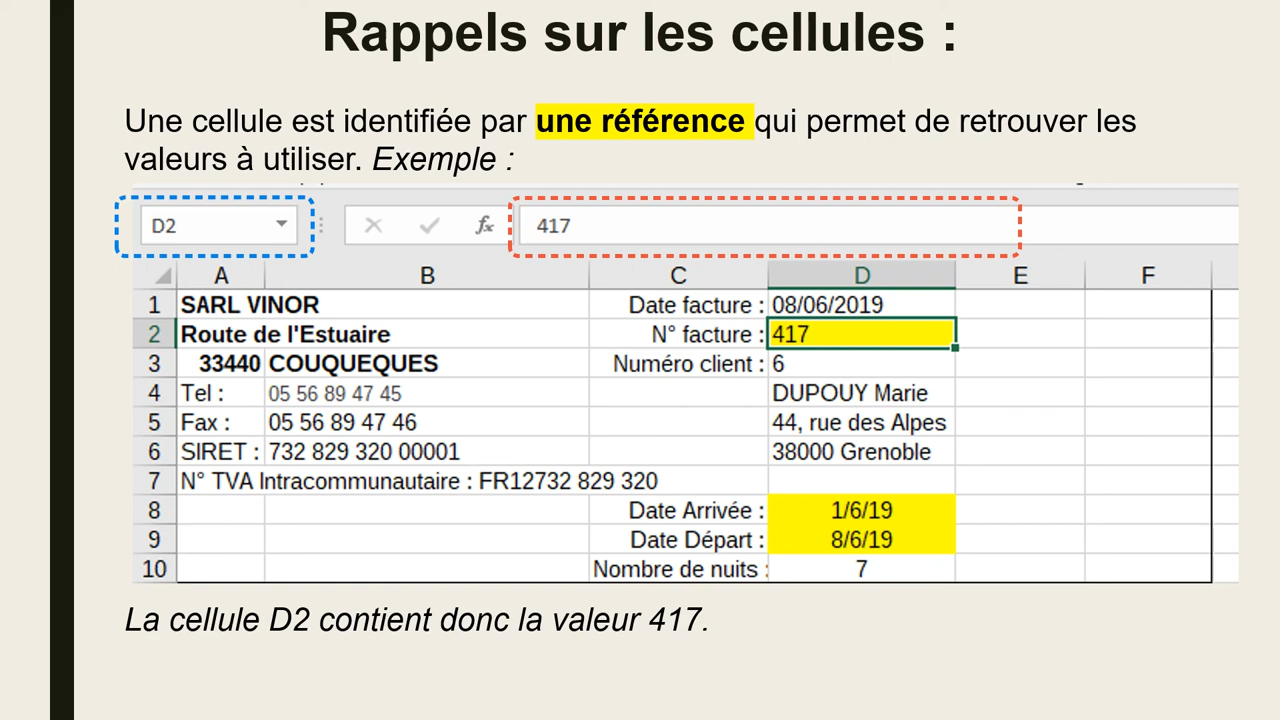 Rappels sur les cellules :
Une cellule est identifiée par une référence qui permet de retrouver les
valeurs à utiliser. Exemple :
D2 fx 417
A B C D E F
1 SARL VINOR Date facture : 08/06/2019
2 Route de l'Estuaire N° facture : 417
3 33440 COUQUEQUES Numéro client : 6
4 Tel : 05 56 89 47 45 DUPOUY Marie
5 Fax : 05 56 89 47 46 44, rue des Alpes
6 SIRET : 732 829 320 00001 38000 Grenoble
7 N° TVA Intracommunautaire : FR12732 829 320
8 Date Arrivée : 1/6/19
9 Date Départ : 8/6/19
10 Nombre de nuits : 7
La cellule D2 contient donc la valeur 417.